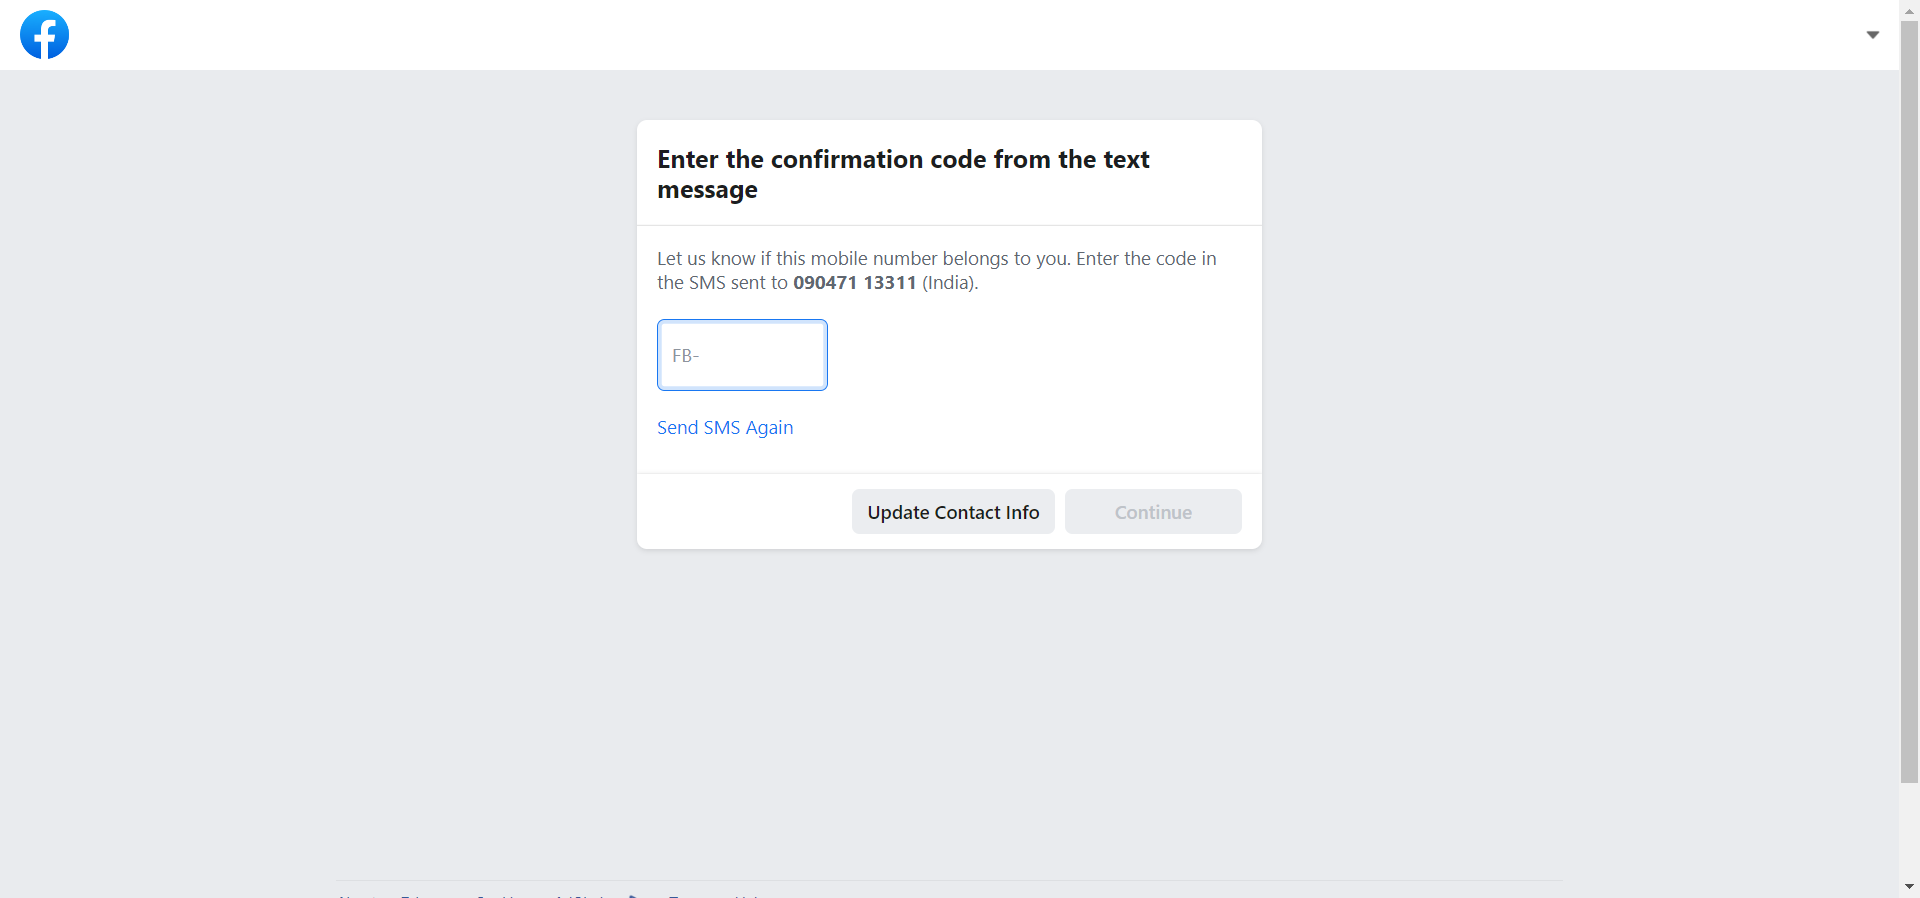 Enter the confirmation code from the text
message
Let us know if this mobile number belongs to you. Enter the code in
the SMS sent to 090471 13311 (India).
FB-
Send SMS Again
Update Contact Info
Continue